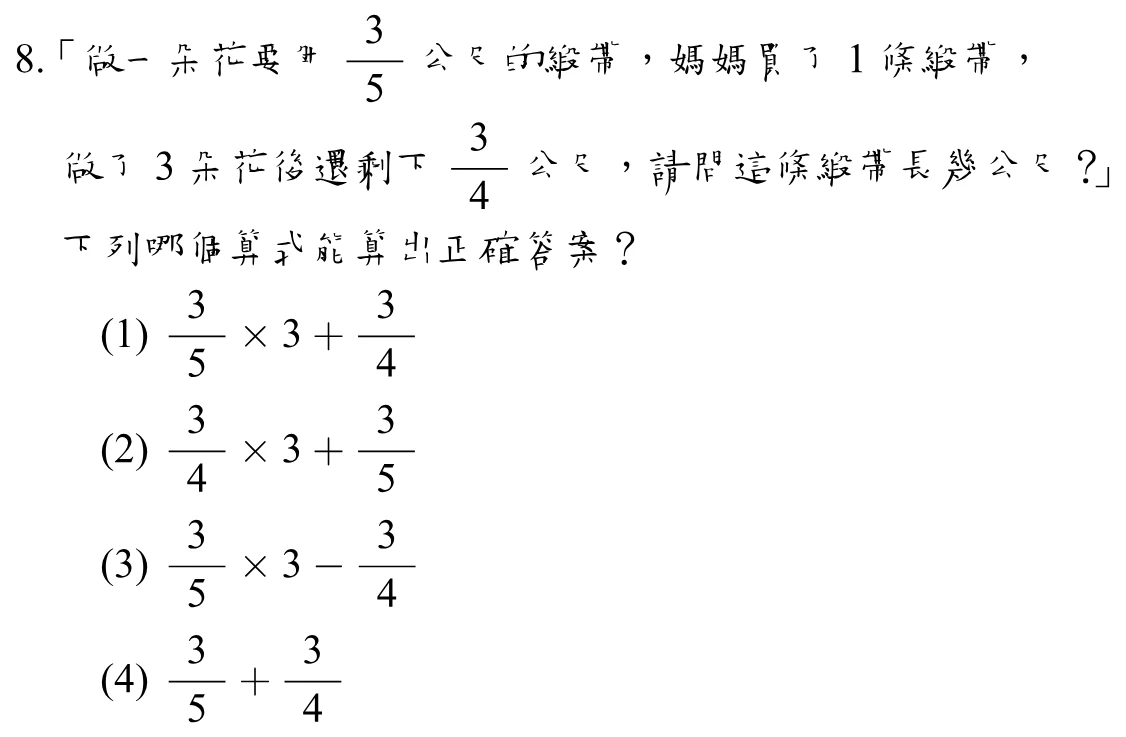 8.「做一朵花要用 3/5 公尺的緞帶，媽媽買了 1 條緞帶，
做了 3 朵花後還剩下 3/4 公尺，請問這條緞帶長幾公尺？」
下列哪個算式能算出正確答案？
(1) 3/5 × 3 + 3/4
(2) 3/4 × 3 + 3/5
(3) 3/5 × 3 − 3/4
(4) 3/5 + 3/4